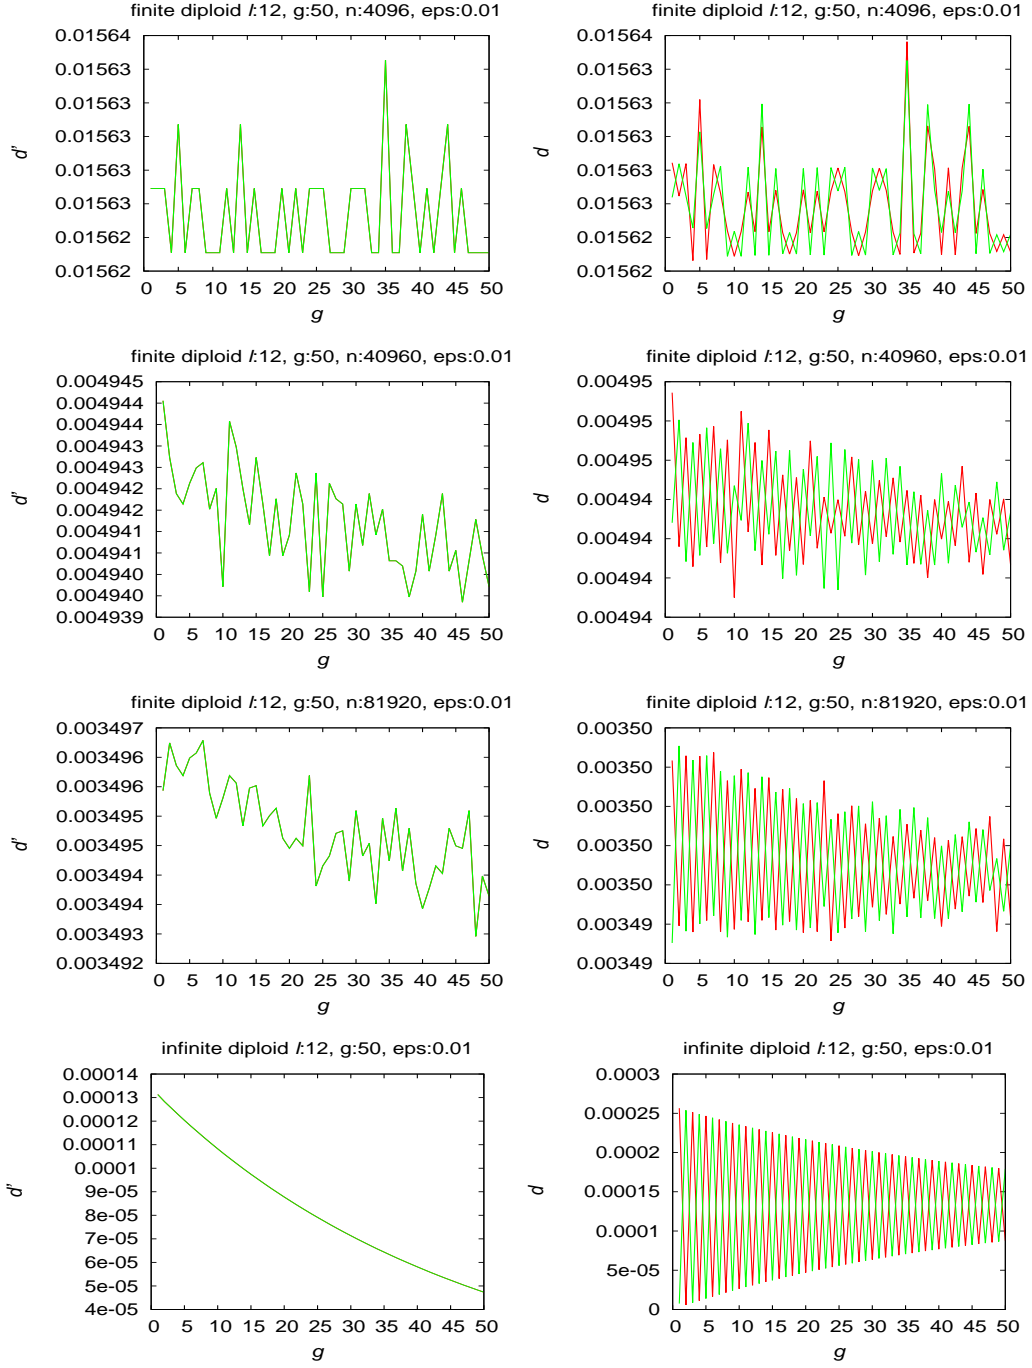 finite diploid l:12, g:50, n:4096, eps:0.01
0.01564
0.01563
0.01563
0.01563
0.01563
0.01563
0.01562
0.01562
d'
0 5 10 15 20 25 30 35 40 45 50
g
finite diploid l:12, g:50, n:4096, eps:0.01
0.01564
0.01563
0.01563
0.01563
0.01563
0.01563
0.01562
0.01562
d
0 5 10 15 20 25 30 35 40 45 50
g
finite diploid l:12, g:50, n:40960, eps:0.01
0.004945
0.004944
0.004944
0.004943
0.004943
0.004942
0.004942
0.004941
0.004941
0.004940
0.004940
0.004939
d'
0 5 10 15 20 25 30 35 40 45 50
g
finite diploid l:12, g:50, n:40960, eps:0.01
0.00495
0.00495
0.00495
0.00494
0.00494
0.00494
0.00494
d
0 5 10 15 20 25 30 35 40 45 50
g
finite diploid l:12, g:50, n:81920, eps:0.01
0.003497
0.003496
0.003496
0.003495
0.003495
0.003494
0.003494
0.003493
0.003492
d'
0 5 10 15 20 25 30 35 40 45 50
g
finite diploid l:12, g:50, n:81920, eps:0.01
0.00350
0.00350
0.00350
0.00350
0.00350
0.00349
0.00349
d
0 5 10 15 20 25 30 35 40 45 50
g
infinite diploid l:12, g:50, eps:0.01
0.00014
0.00013
0.00012
0.00011
0.0001
9e-05
8e-05
7e-05
6e-05
5e-05
4e-05
d'
0 5 10 15 20 25 30 35 40 45 50
g
infinite diploid l:12, g:50, eps:0.01
0.0003
0.00025
0.0002
0.00015
0.0001
5e-05
0
d
0 5 10 15 20 25 30 35 40 45 50
g